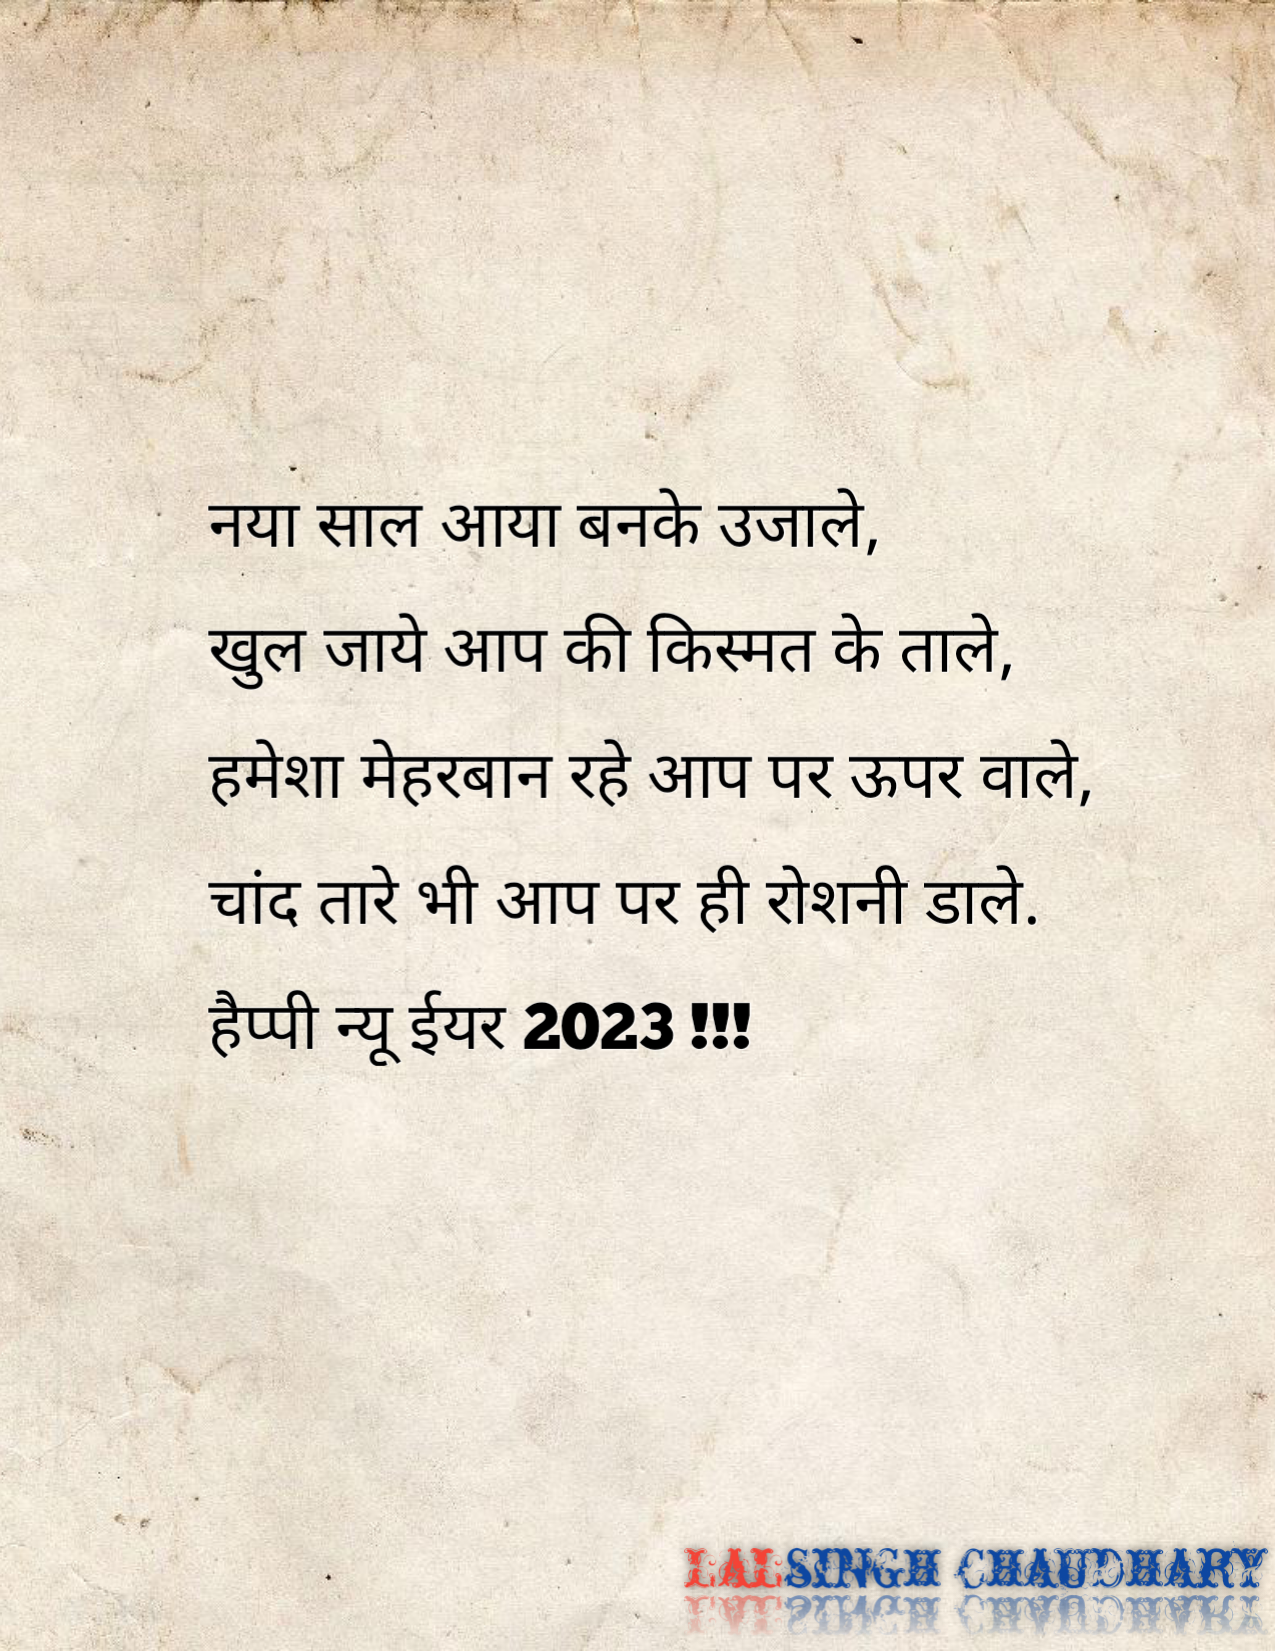 नया साल आया बनके उजाले,
खुल जाये आप की किस्मत के ताले,
हमेशा मेहरबान रहे आप पर ऊपर वाले,
चांद तारे भी आप पर ही रोशनी डाले.
हैप्पी न्यू ईयर 2023 !!!
LALSINGH CHAUDHARY